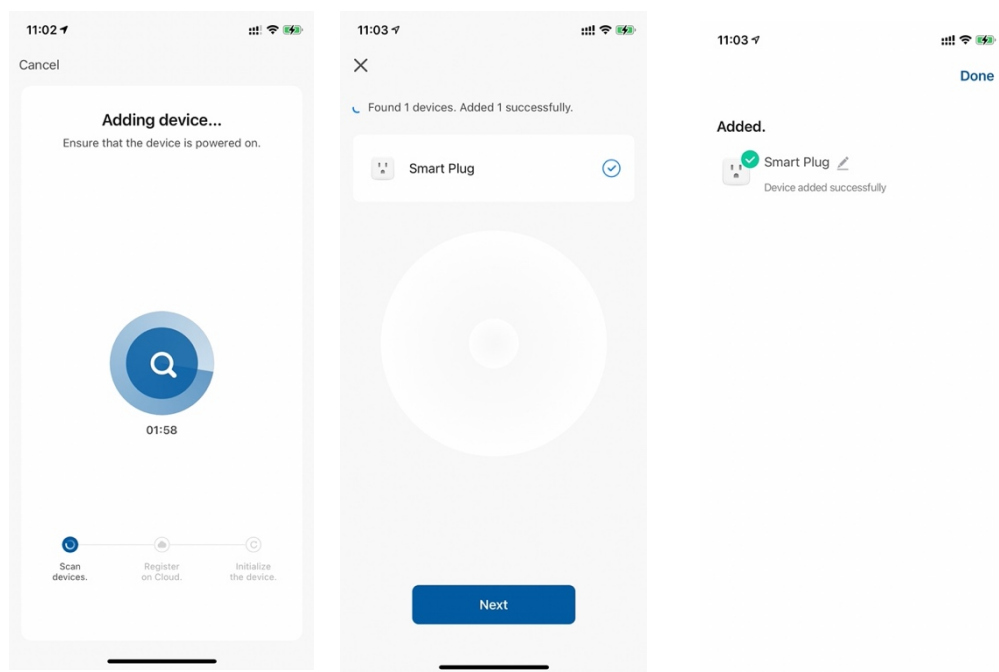 11:02
Cancel
Adding device...
Ensure that the device is powered on.
01:58
Scan
devices.
Register
on Cloud.
Initialize
the device.
11:03
Found 1 devices. Added 1 successfully.
Smart Plug
Next
11:03
Done
Added.
Smart Plug
Device added successfully